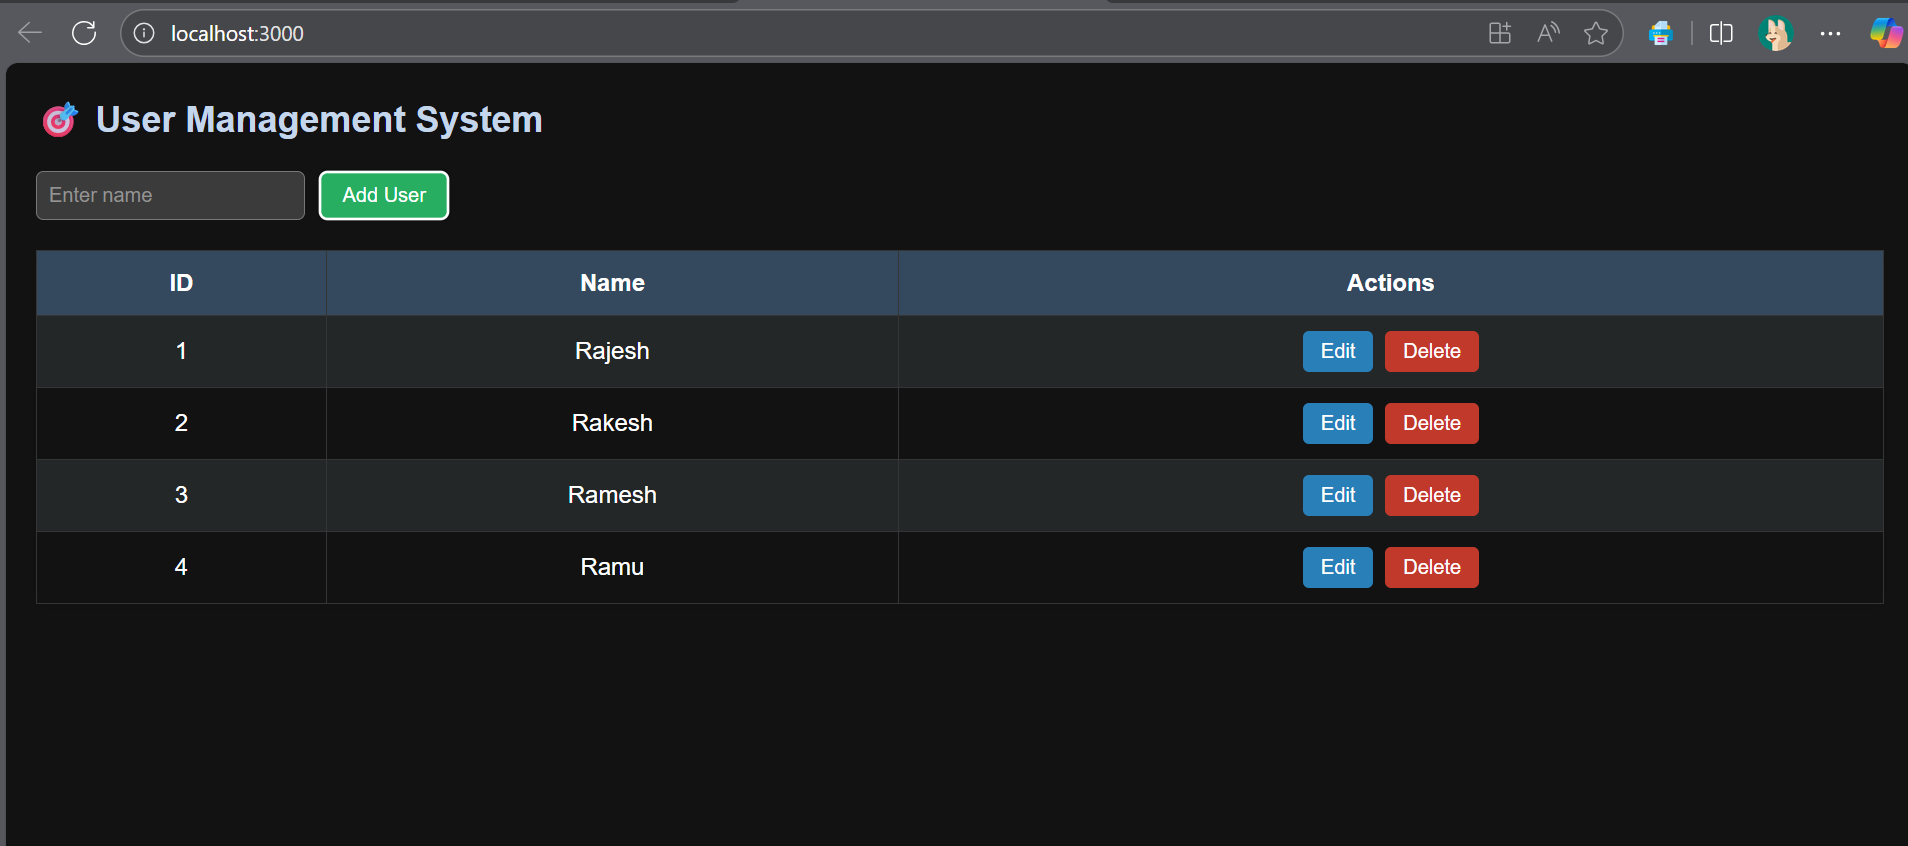 localhost:3000
User Management System
Enter name
Add User
ID Name Actions
1 Rajesh Edit Delete
2 Rakesh Edit Delete
3 Ramesh Edit Delete
4 Ramu Edit Delete